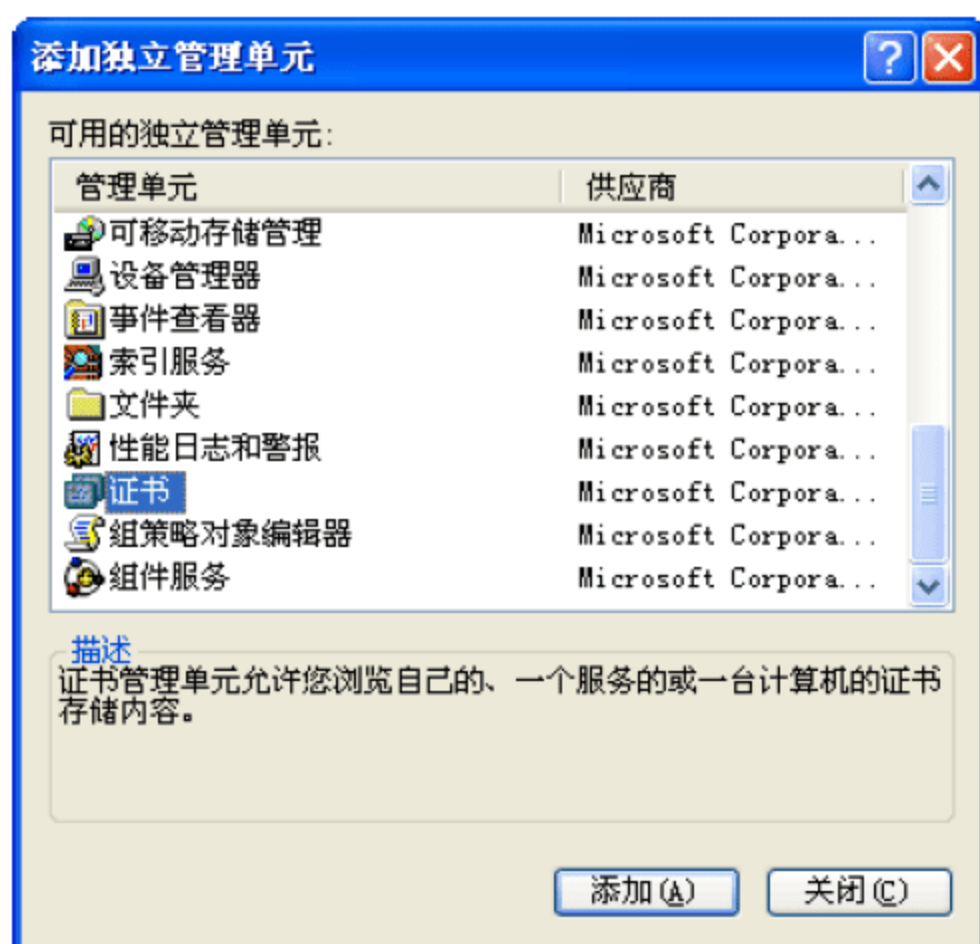 添加独立管理单元
可用的独立管理单元:
管理单元 供应商
可移动存储管理 Microsoft Corpora...
设备管理器 Microsoft Corpora...
事件查看器 Microsoft Corpora...
索引服务 Microsoft Corpora...
文件夹 Microsoft Corpora...
性能日志和警报 Microsoft Corpora...
证书 Microsoft Corpora...
组策略对象编辑器 Microsoft Corpora...
组件服务 Microsoft Corpora...
描述
证书管理单元允许您浏览自己的、一个服务的或一台计算机的证书
存储内容。
添加(A) 关闭(C)